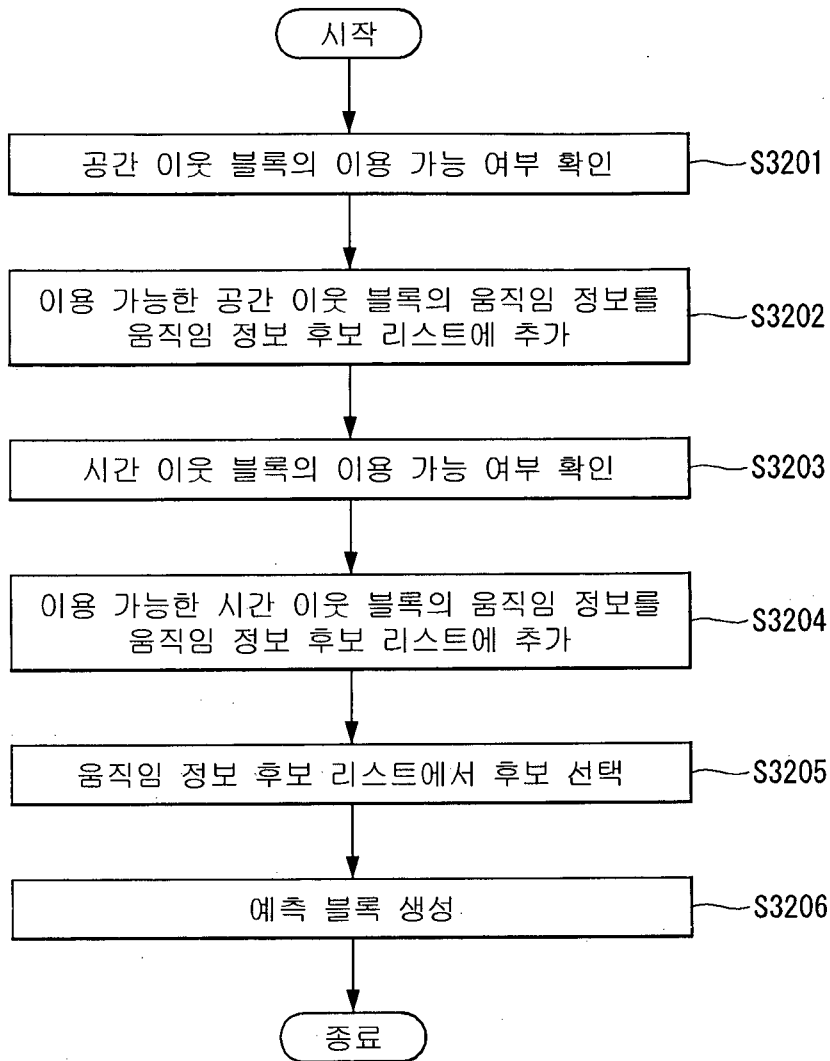 시작
공간 이웃 블록의 이용 가능 여부 확인
S3201
이용 가능한 공간 이웃 블록의 움직임 정보를
움직임 정보 후보 리스트에 추가
S3202
시간 이웃 블록의 이용 가능 여부 확인
S3203
이용 가능한 시간 이웃 블록의 움직임 정보를
움직임 정보 후보 리스트에 추가
S3204
움직임 정보 후보 리스트에서 후보 선택
S3205
예측 블록 생성
S3206
종료